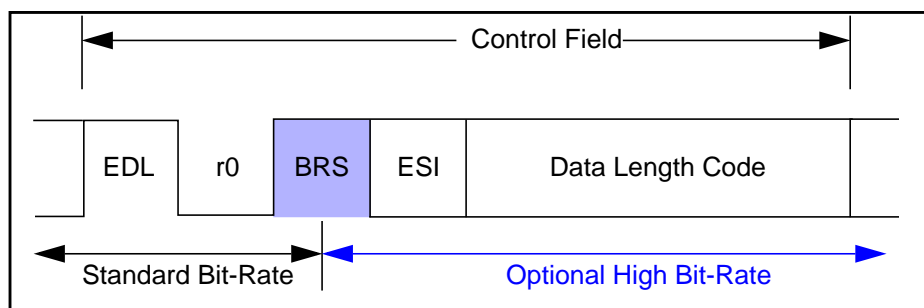 Control Field
EDL r0 BRS ESI Data Length Code
Standard Bit-Rate Optional High Bit-Rate